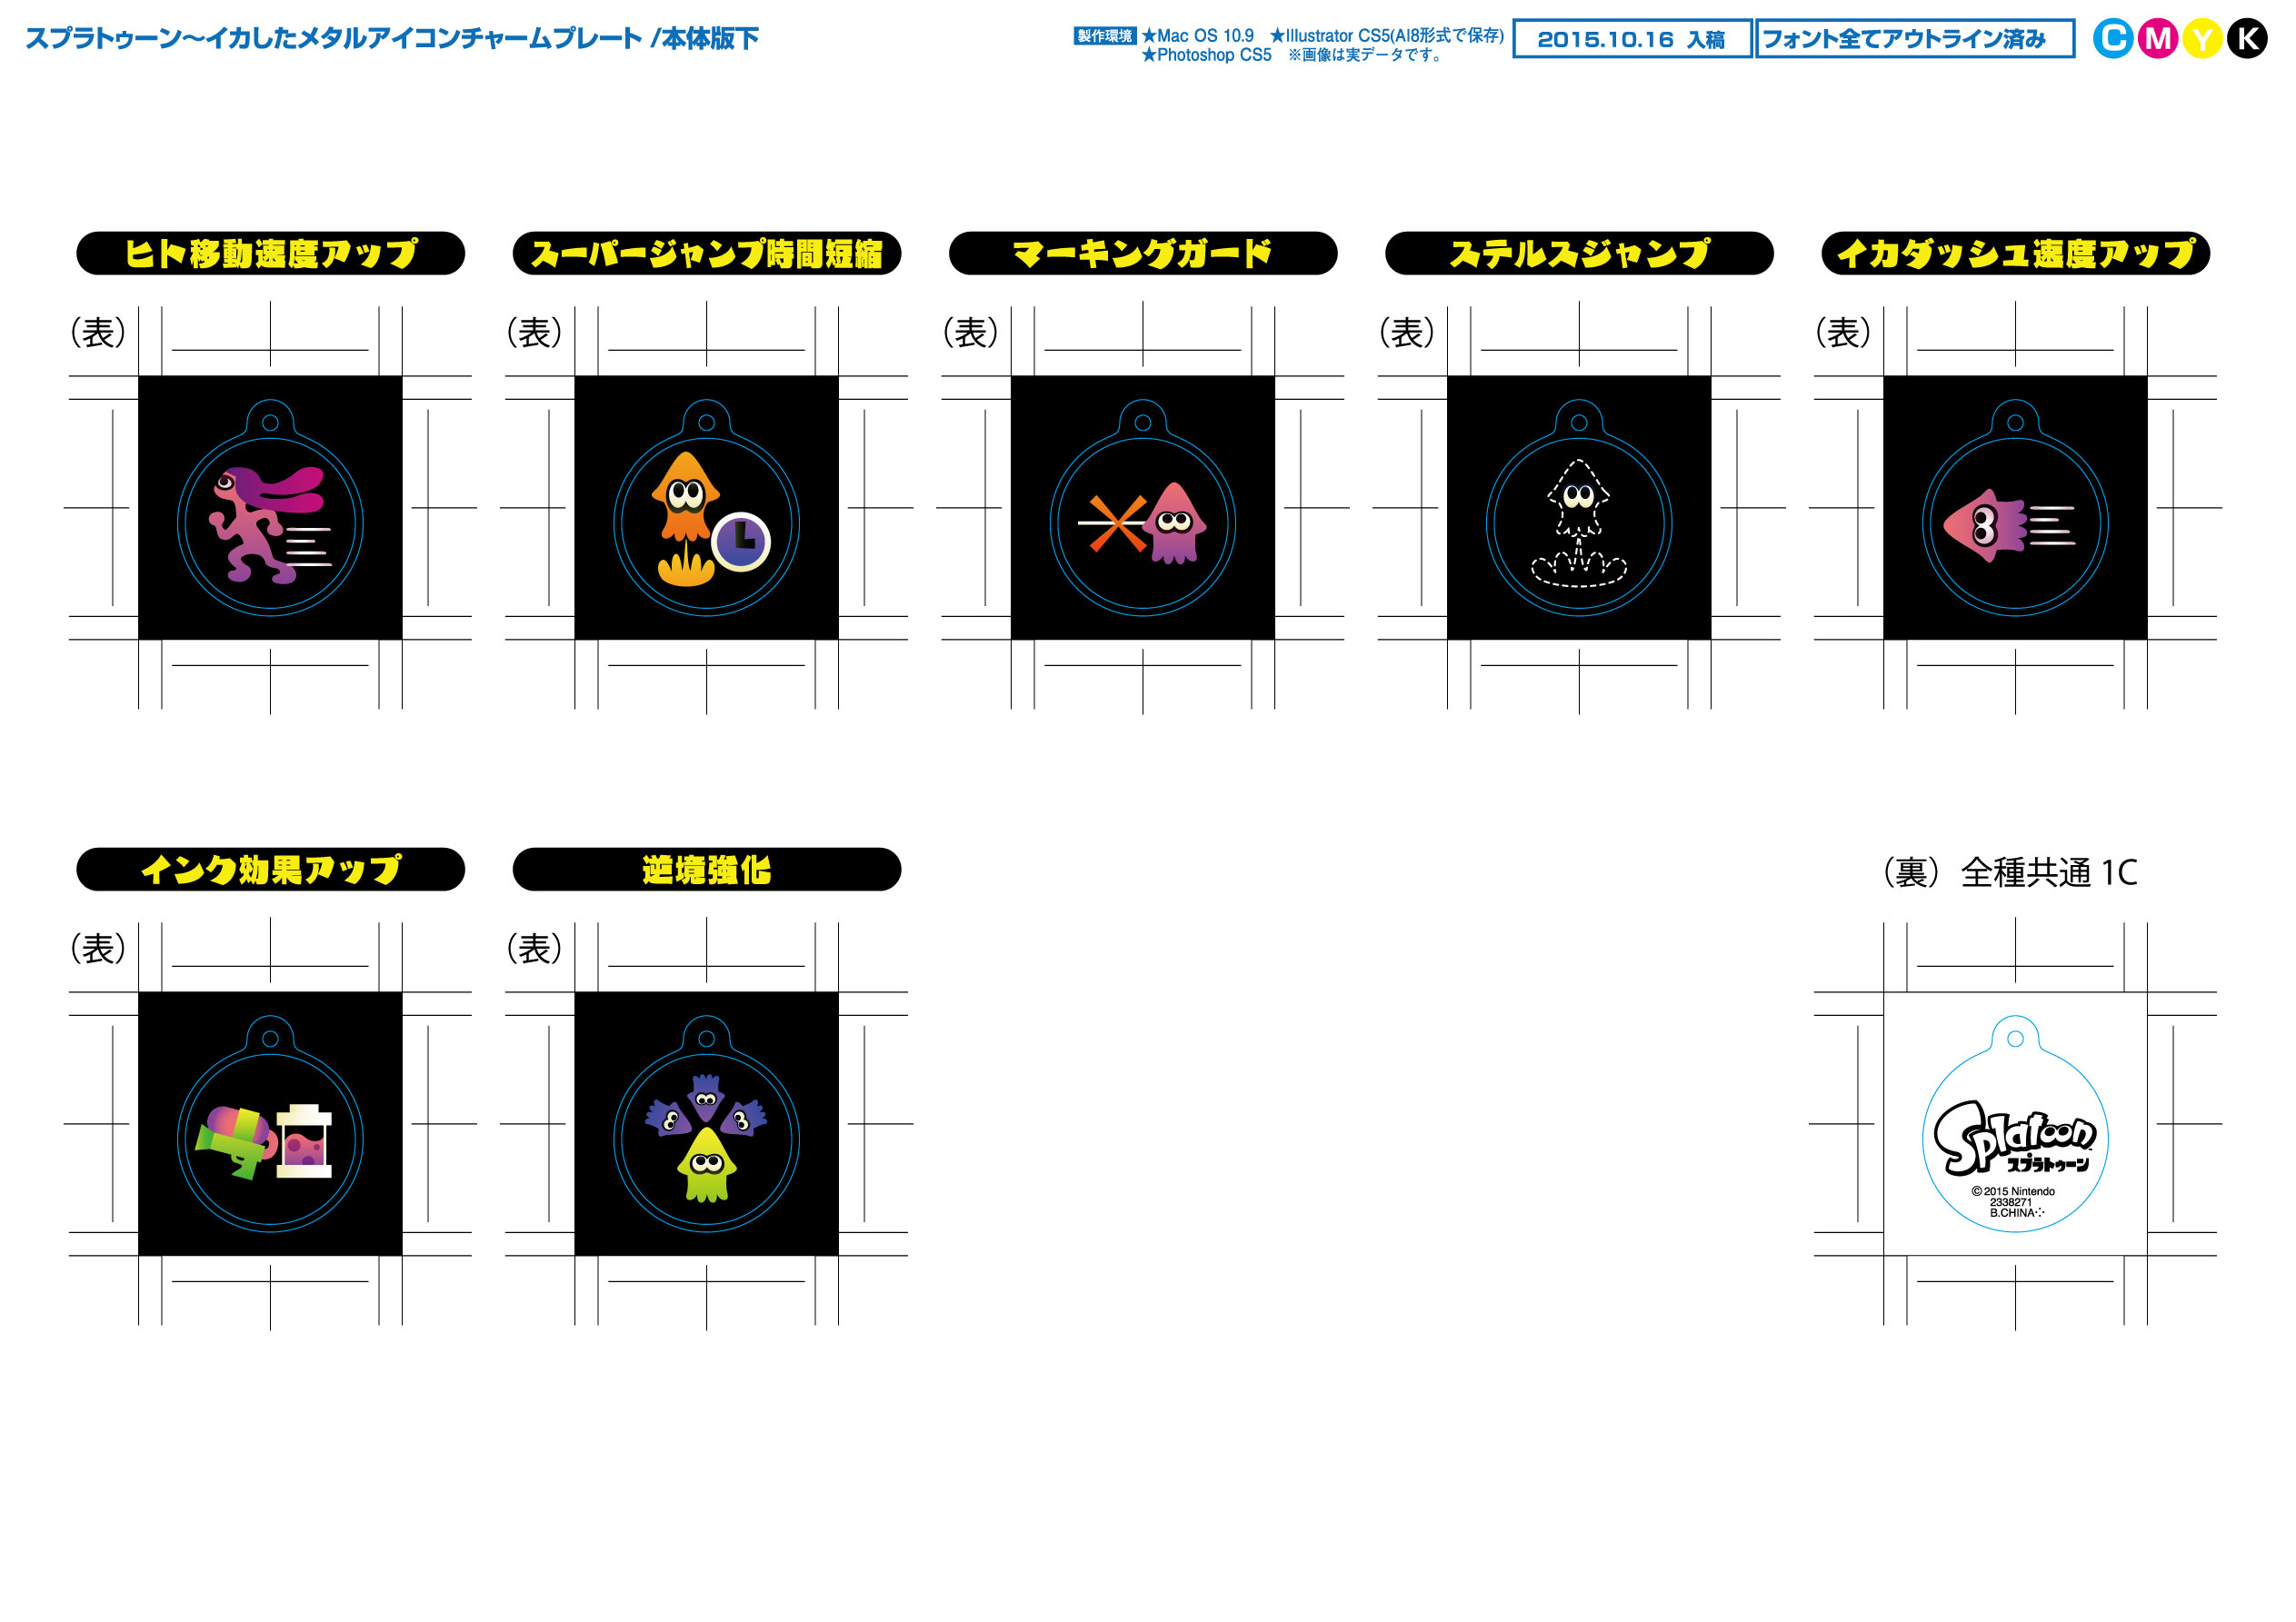 スプラトゥーン〜イカしたメタルアイコンチャームプレート /本体版下
製作環境 ★Mac OS 10.9 ★Illustrator CS5(AI8形式で保存)
★Photoshop CS5 ※画像は実データです。
2015.10.16 入稿
フォント全てアウトライン済み
C M Y K
ヒト移動速度アップ
スーパージャンプ時間短縮
マーキングガード
ステルスジャンプ
イカダッシュ速度アップ
（表）
（表）
（表）
（表）
（表）
インク効果アップ
逆境強化
（裏）全種共通 1C
（表）
（表）
Splatoon
スプラトゥーン
©2015 Nintendo
2338271
B.CHINA